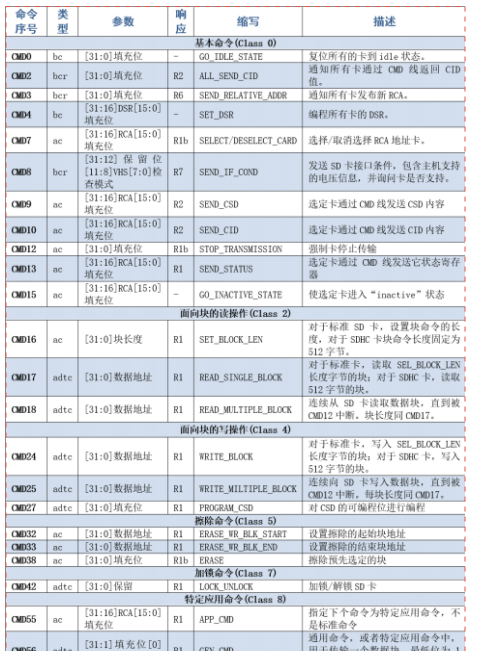 命令序号 类型 参数 响应 缩写 描述
基本命令(Class 0)
CMD0 bc [31:0]填充位 - GO_IDLE_STATE 复位所有的卡到 idle 状态。
CMD2 bcr [31:0]填充位 R2 ALL_SEND_CID 通知所有卡通过 CMD 线返回 CID 值。
CMD3 bcr [31:0]填充位 R6 SEND_RELATIVE_ADDR 通知所有卡发布新 RCA。
CMD4 bc [31:16]DSR[15:0]填充位 - SET_DSR 编程所有卡的 DSR。
CMD7 ac [31:16]RCA[15:0]填充位 R1b SELECT/DESELECT_CARD 选择/取消选择 RCA 地址卡。
CMD8 bcr [31:12]保留位[11:8]VHS[7:0]检查模式 R7 SEND_IF_COND 发送 SD 卡接口条件，包含主机支持的电压信息，并询问卡是否支持。
CMD9 ac [31:16]RCA[15:0]填充位 R2 SEND_CSD 选定卡通过 CMD 线发送 CSD 内容
CMD10 ac [31:16]RCA[15:0]填充位 R2 SEND_CID 选定卡通过 CMD 线发送 CID 内容
CMD12 ac [31:0]填充位 R1b STOP_TRANSMISSION 强制卡停止传输
CMD13 ac [31:16]RCA[15:0]填充位 R1 SEND_STATUS 选定卡通过 CMD 线发送它状态寄存器
CMD15 ac [31:16]RCA[15:0]填充位 - GO_INACTIVE_STATE 使选定卡进入“inactive”状态
面向块的读操作(Class 2)
CMD16 ac [31:0]块长度 R1 SET_BLOCK_LEN 对于标准 SD 卡，设置块命令的长度，对于 SDHC 卡块命令长度固定为 512 字节。
CMD17 adtc [31:0]数据地址 R1 READ_SINGLE_BLOCK 对于标准卡，读取 SEL_BLOCK_LEN 长度字节的块；对于 SDHC 卡，读取 512 字节的块。
CMD18 adtc [31:0]数据地址 R1 READ_MULTIPLE_BLOCK 连续从 SD 卡读取数据块，直到被 CMD12 中断。块长度同 CMD17。
面向块的写操作(Class 4)
CMD24 adtc [31:0]数据地址 R1 WRITE_BLOCK 对于标准卡，写入 SEL_BLOCK_LEN 长度字节的块；对于 SDHC 卡，写入 512 字节的块。
CMD25 adtc [31:0]数据地址 R1 WRITE_MILTIPLE_BLOCK 连续向 SD 卡写入数据块，直到被 CMD12 中断，每块长度同 CMD17。
CMD27 adtc [31:0]填充位 R1 PROGRAM_CSD 对 CSD 的可编程位进行编程
擦除命令(Class 5)
CMD32 ac [31:0]数据地址 R1 ERASE_WR_BLK_START 设置擦除的起始块地址
CMD33 ac [31:0]数据地址 R1 ERASE_WR_BLK_END 设置擦除的结束块地址
CMD38 ac [31:0]填充位 R1b ERASE 擦除预先选定的块
加锁命令(Class 7)
CMD42 adtc [31:0]保留 R1 LOCK_UNLOCK 加锁/解锁 SD 卡
特定应用命令(Class 8)
CMD55 ac [31:16]RCA[15:0]填充位 R1 APP_CMD 指定下个命令为特定应用命令，不是标准命令
CMD56 adtc [31:1]填充位[0] R1 GEN_CMD 通用命令，或者特定应用命令中，用于传输一个数据块，最低位为 1